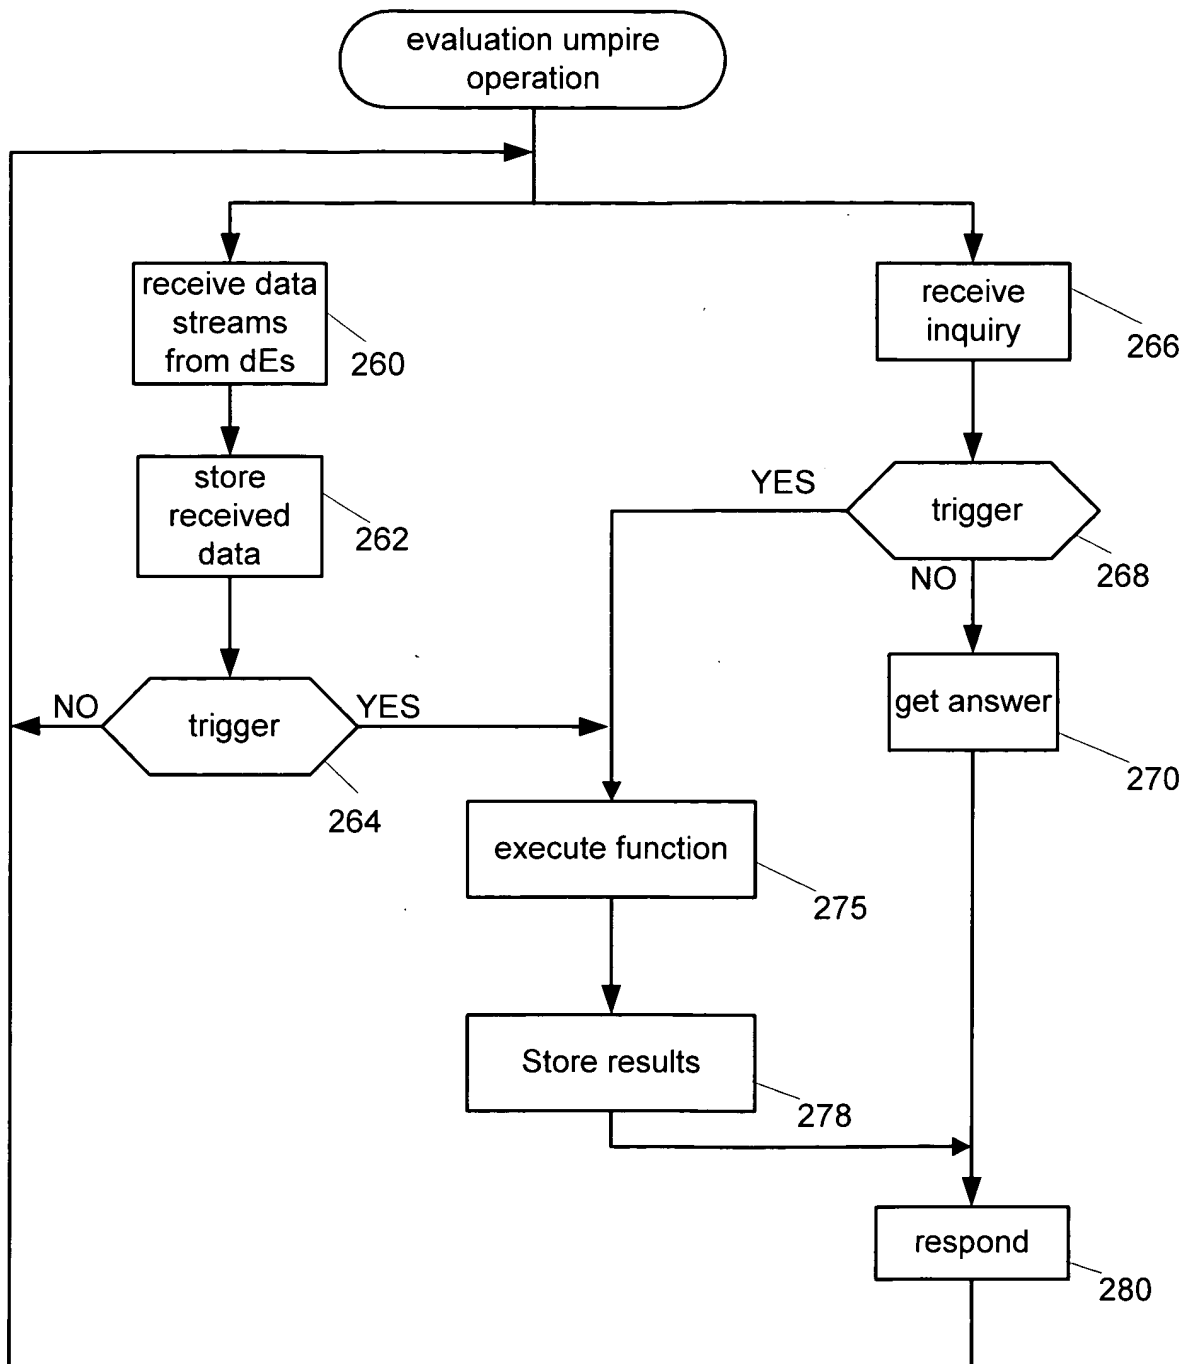 evaluation umpire
operation
receive data
streams
from dEs
260
receive
inquiry
266
store
received
data
262
YES
trigger
268
NO
NO
trigger
YES
264
get answer
270
execute function
275
Store results
278
respond
280